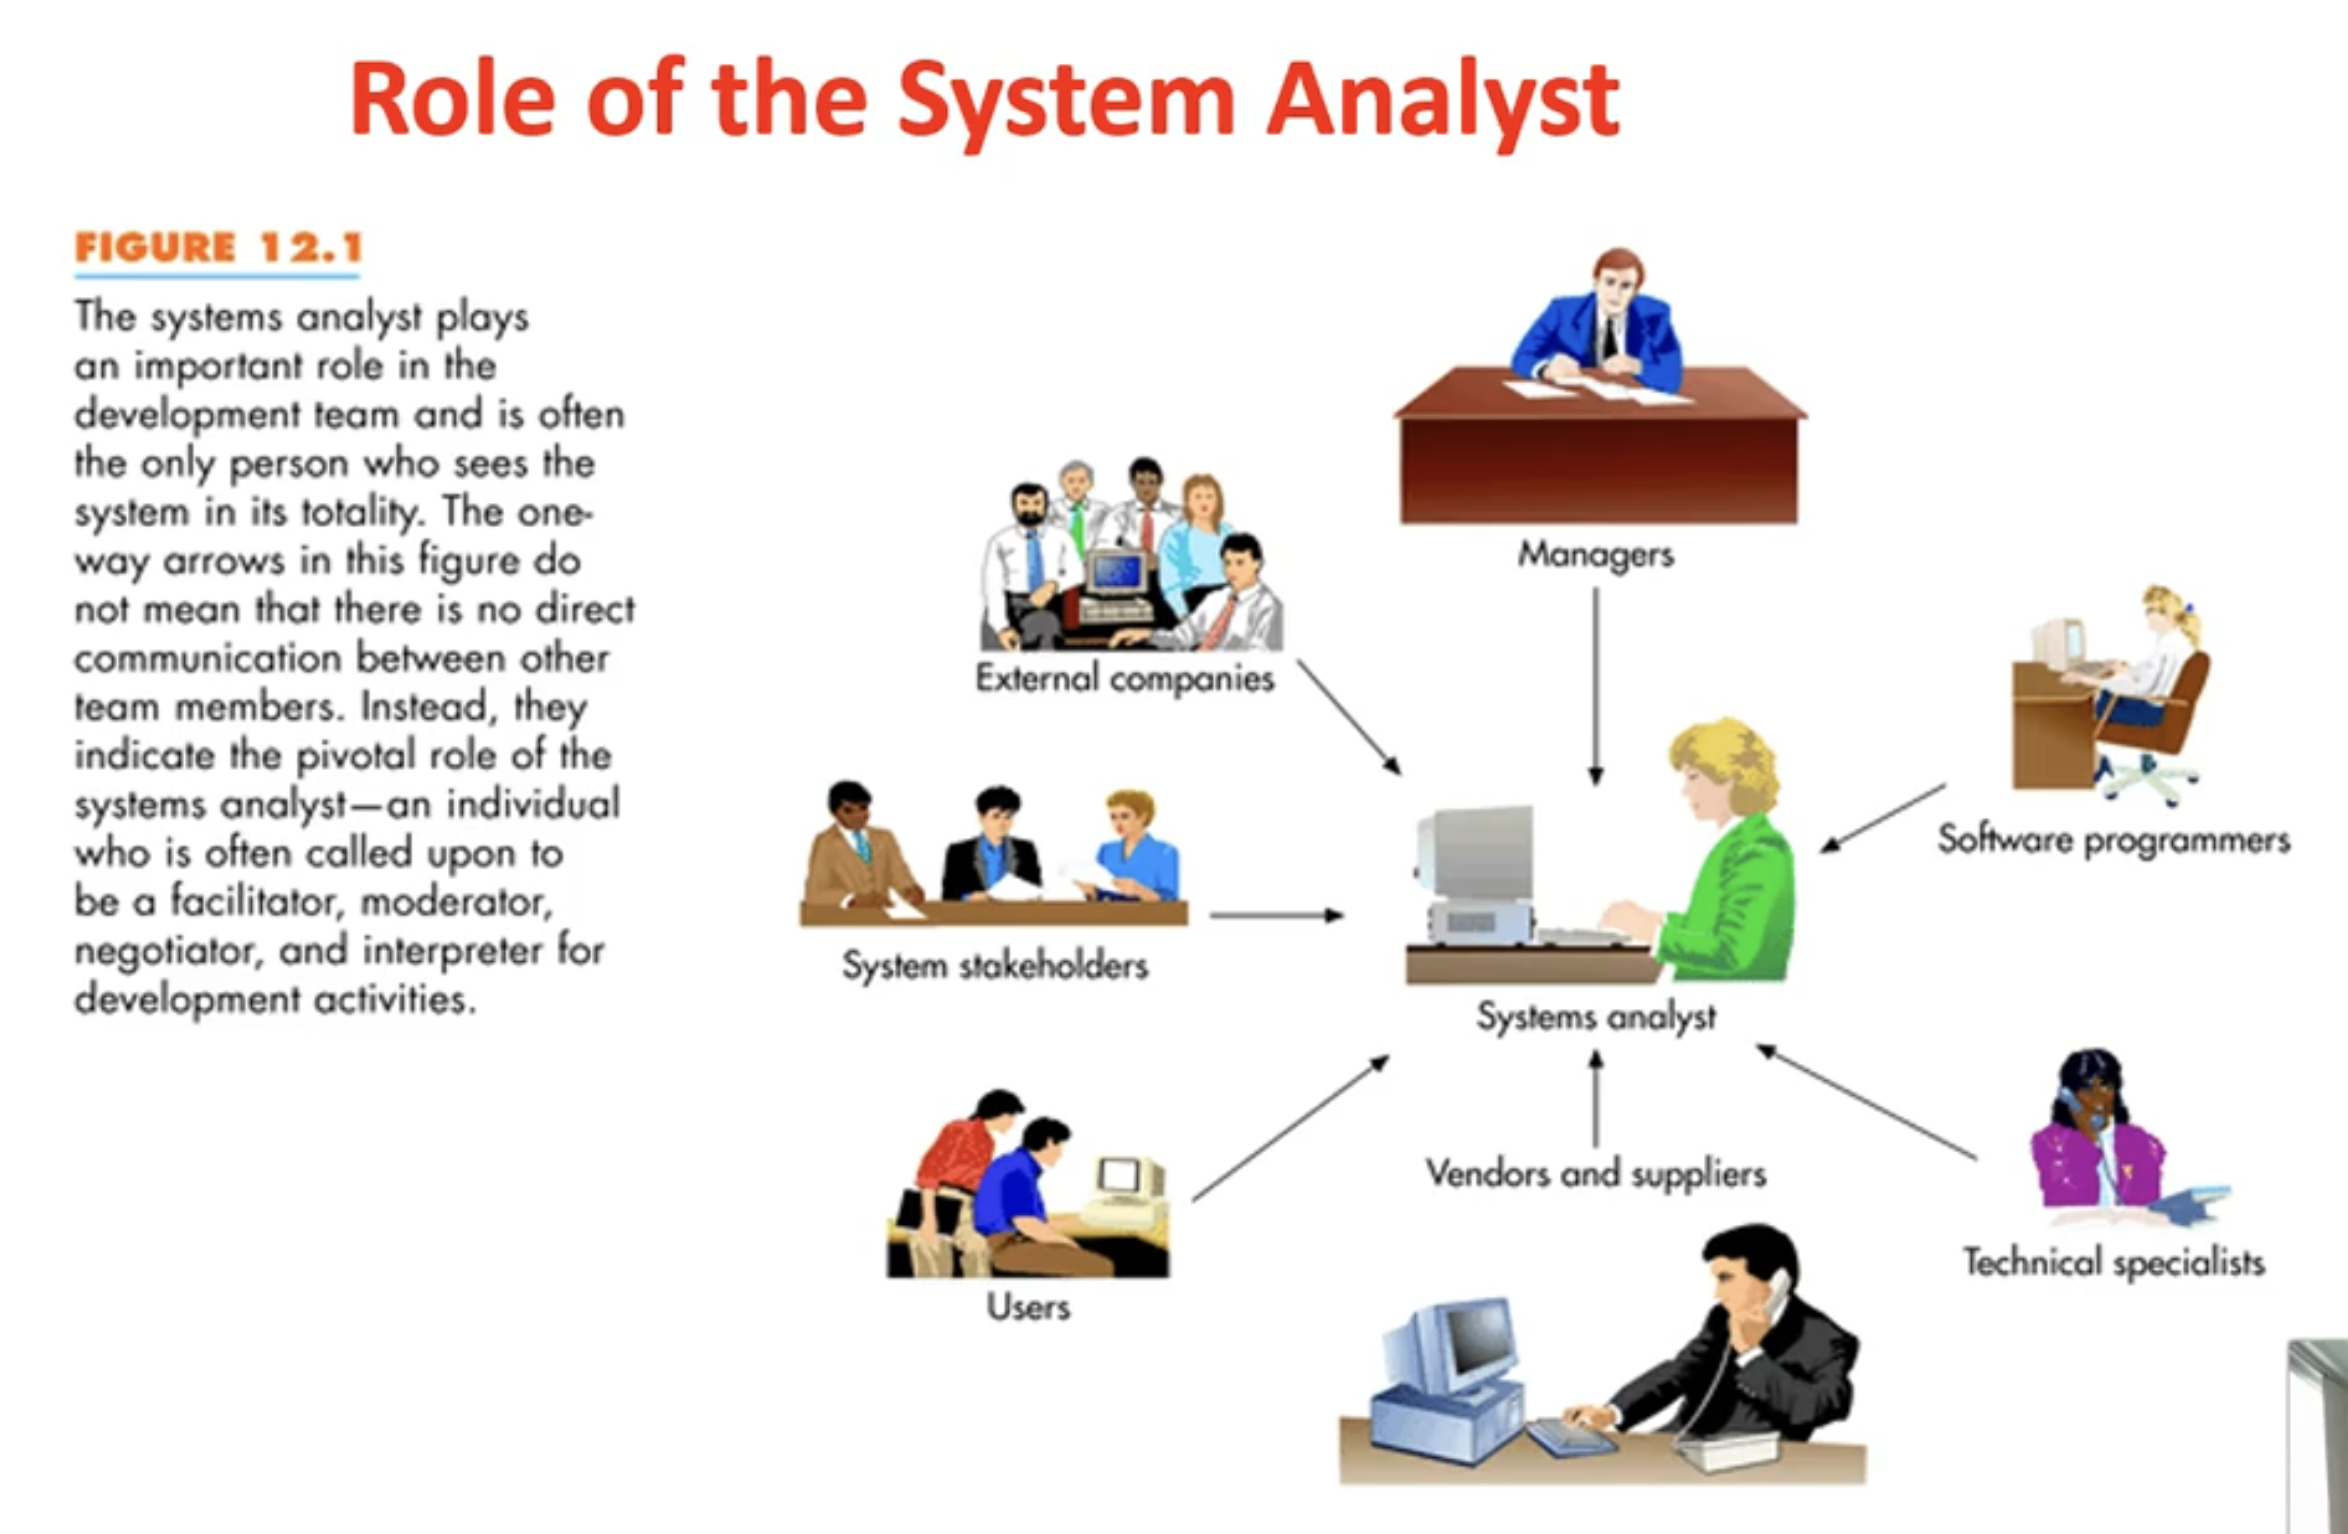 Role of the System Analyst
FIGURE 12.1
The systems analyst plays
an important role in the
development team and is often
the only person who sees the
system in its totality. The one-
way arrows in this figure do
not mean that there is no direct
communication between other
team members. Instead, they
indicate the pivotal role of the
systems analyst—an individual
who is often called upon to
be a facilitator, moderator,
negotiator, and interpreter for
development activities.
Managers
External companies
Software programmers
System stakeholders
Systems analyst
Vendors and suppliers
Technical specialists
Users